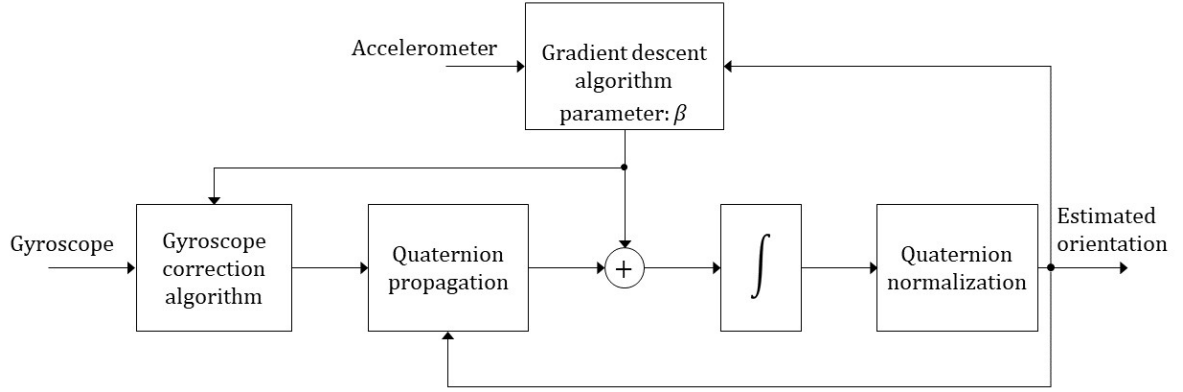 Accelerometer
Gradient descent
algorithm
parameter: β
Gyroscope
Gyroscope
correction
algorithm
Quaternion
propagation
+
∫
Quaternion
normalization
Estimated
orientation